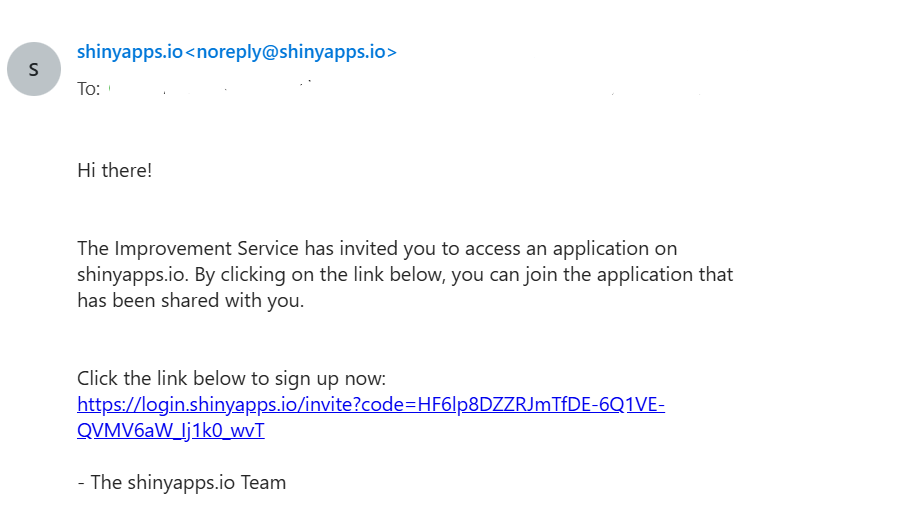 S
shinyapps.io<noreply@shinyapps.io>
To:
Hi there!
The Improvement Service has invited you to access an application on
shinyapps.io. By clicking on the link below, you can join the application that
has been shared with you.
Click the link below to sign up now:
https://login.shinyapps.io/invite?code=HF6lp8DZZRJmTfDE-6Q1VE-
QVMV6aW_Ij1k0_wvT
- The shinyapps.io Team